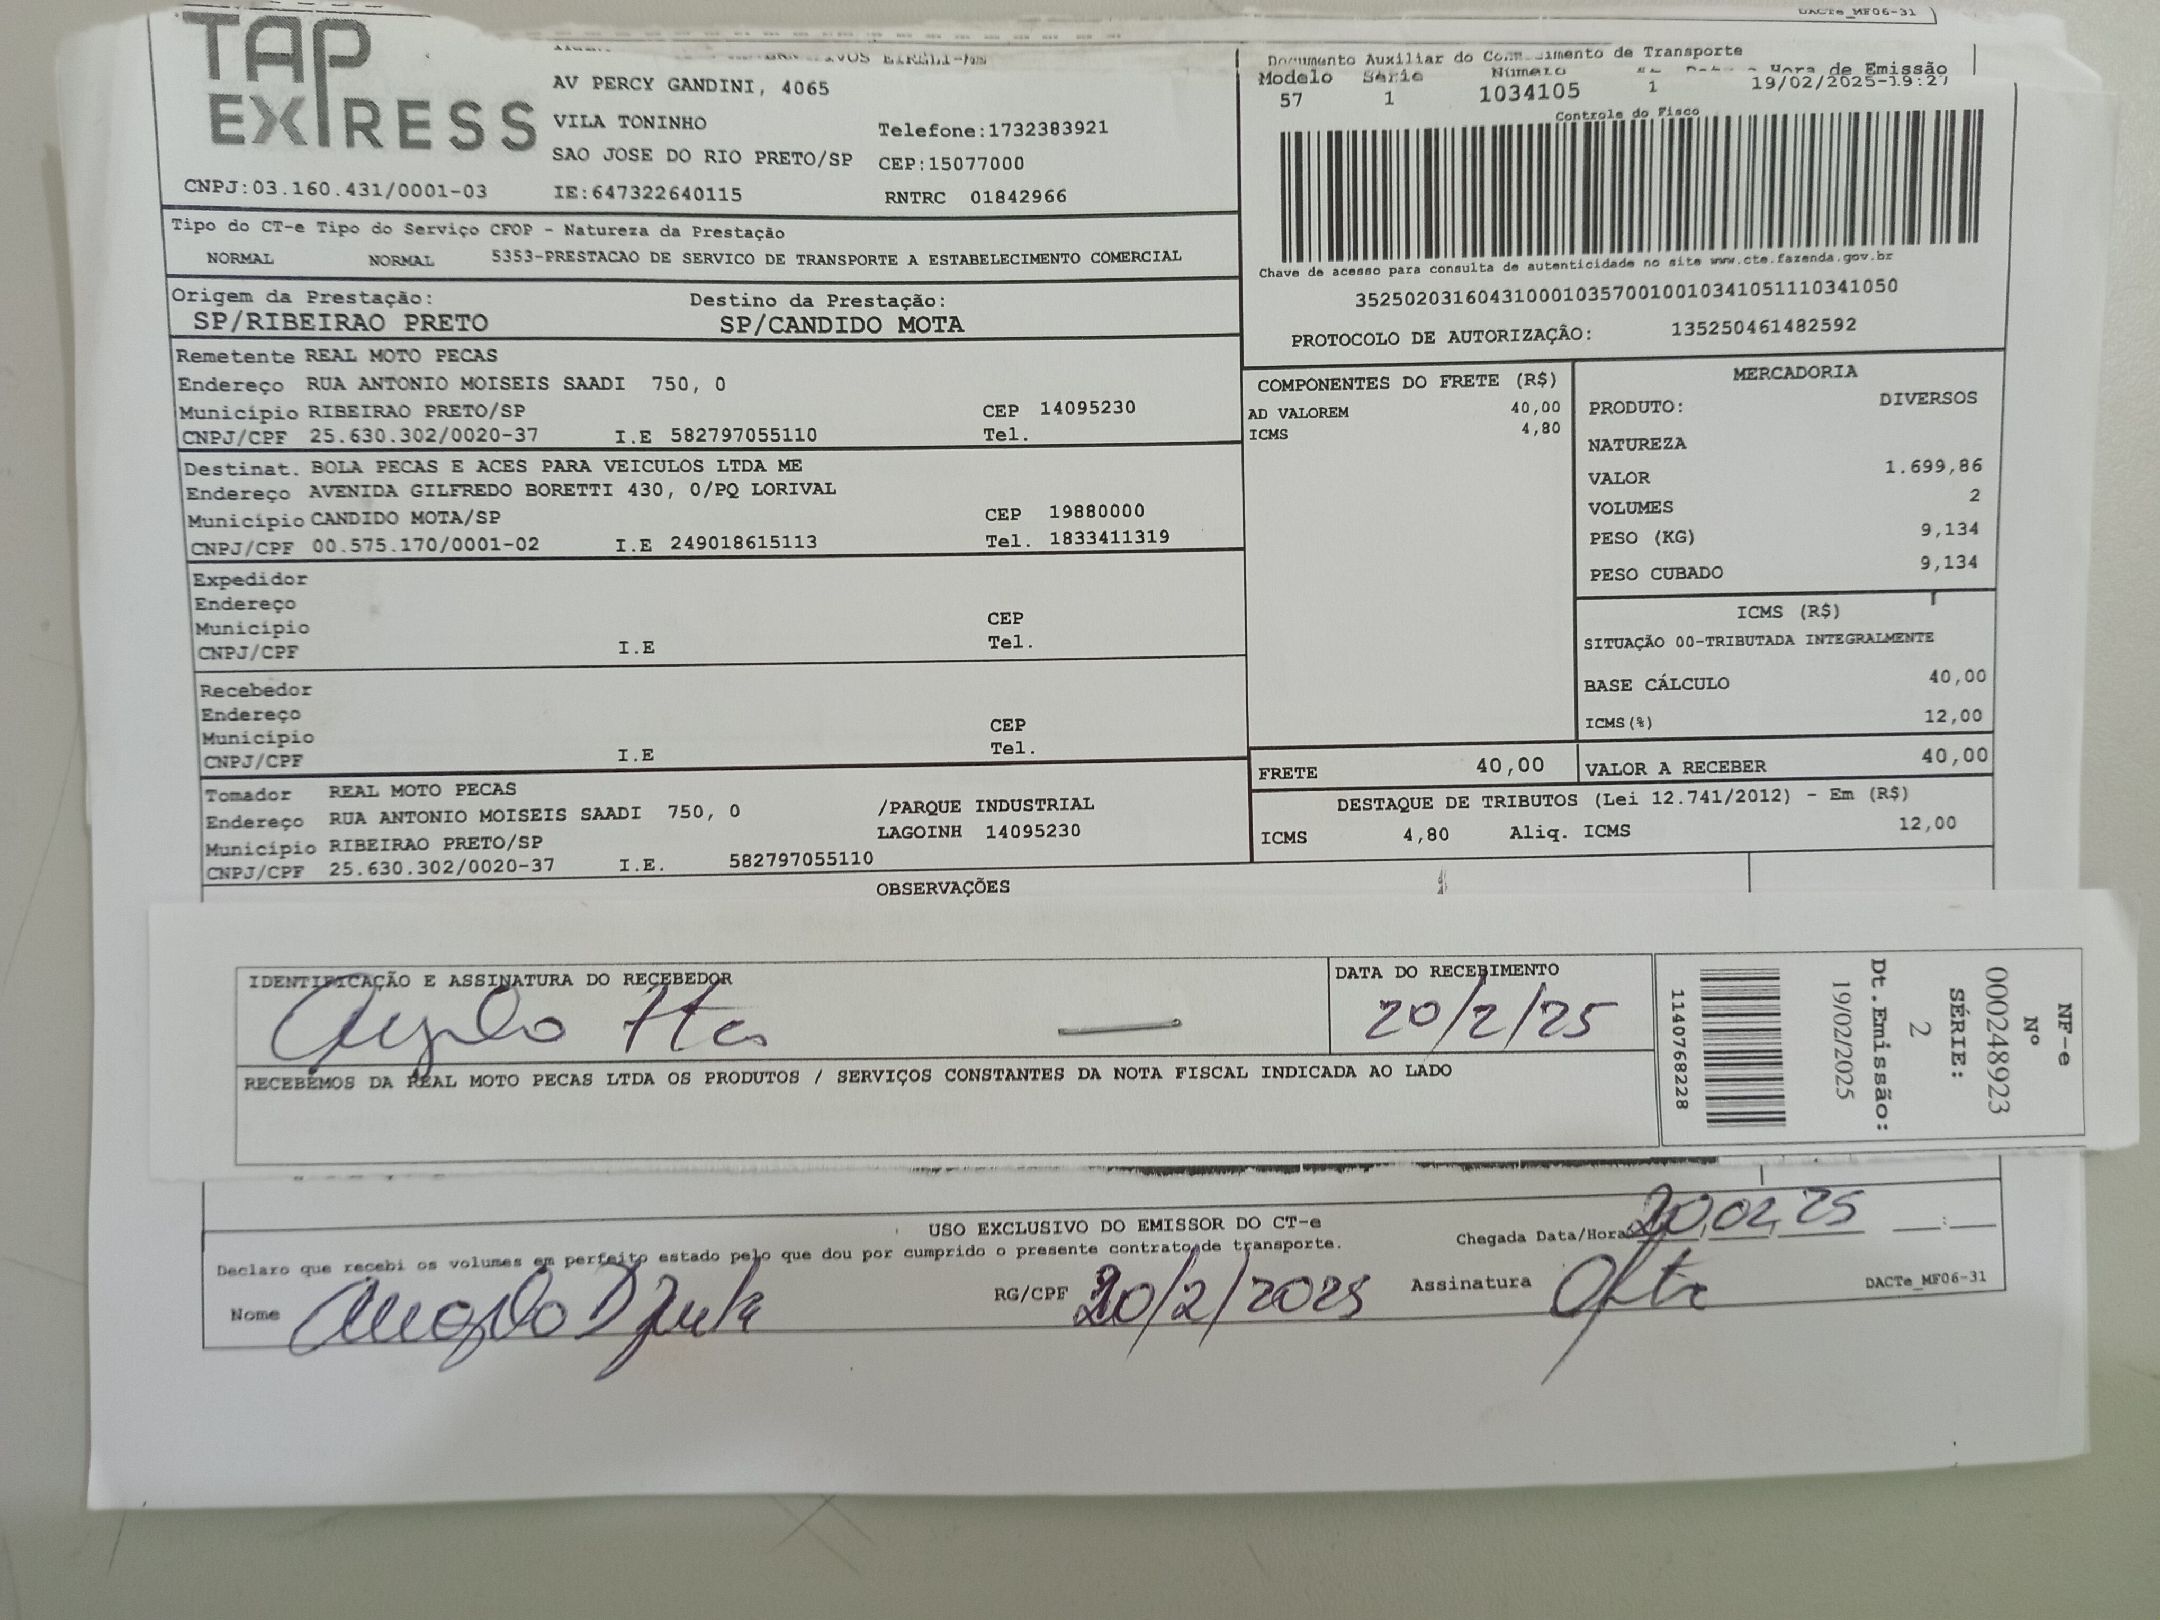 DACTe_MF06-31
TAP
EXPRESS
AV PERCY GANDINI, 4065
VILA TONINHO
Telefone:1732383921
SAO JOSE DO RIO PRETO/SP CEP:15077000
CNPJ:03.160.431/0001-03 IE:647322640115 RNTRC 01842966
Documento Auxiliar do Conhecimento de Transporte
Modelo Série Número Hora de Emissão
57 1 1034105 1 19/02/2025-19:27
Controle do Fisco
Chave de acesso para consulta de autenticidade no site www.cte.fazenda.gov.br
35250203160431000103570010010341051110341050
PROTOCOLO DE AUTORIZAÇÃO: 135250461482592
Tipo do CT-e Tipo do Serviço CFOP - Natureza da Prestação
NORMAL NORMAL 5353-PRESTACAO DE SERVICO DE TRANSPORTE A ESTABELECIMENTO COMERCIAL
Origem da Prestação: Destino da Prestação:
SP/RIBEIRAO PRETO SP/CANDIDO MOTA
Remetente REAL MOTO PECAS
Endereço RUA ANTONIO MOISEIS SAADI 750, 0
Município RIBEIRAO PRETO/SP CEP 14095230
CNPJ/CPF 25.630.302/0020-37 I.E 582797055110 Tel.
Destinat. BOLA PECAS E ACES PARA VEICULOS LTDA ME
Endereço AVENIDA GILFREDO BORETTI 430, 0/PQ LORIVAL
Município CANDIDO MOTA/SP CEP 19880000
CNPJ/CPF 00.575.170/0001-02 I.E 249018615113 Tel. 1833411319
Expedidor
Endereço
Município CEP
CNPJ/CPF I.E Tel.
Recebedor
Endereço
Município CEP
CNPJ/CPF I.E Tel.
Tomador REAL MOTO PECAS
Endereço RUA ANTONIO MOISEIS SAADI 750, 0 /PARQUE INDUSTRIAL
Município RIBEIRAO PRETO/SP LAGOINH 14095230
CNPJ/CPF 25.630.302/0020-37 I.E. 582797055110
COMPONENTES DO FRETE (R$)
AD VALOREM 40,00
ICMS 4,80
MERCADORIA
PRODUTO: DIVERSOS
NATUREZA
VALOR 1.699,86
VOLUMES 2
PESO (KG) 9,134
PESO CUBADO 9,134
ICMS (R$)
SITUAÇÃO 00-TRIBUTADA INTEGRALMENTE
BASE CÁLCULO 40,00
ICMS(%) 12,00
FRETE 40,00 VALOR A RECEBER 40,00
DESTAQUE DE TRIBUTOS (Lei 12.741/2012) - Em (R$)
ICMS 4,80 Aliq. ICMS 12,00
OBSERVAÇÕES
IDENTIFICAÇÃO E ASSINATURA DO RECEBEDOR DATA DO RECEBIMENTO
20/2/25
RECEBEMOS DA REAL MOTO PECAS LTDA OS PRODUTOS / SERVIÇOS CONSTANTES DA NOTA FISCAL INDICADA AO LADO
NF-e
Nº
000248923
SÉRIE:
2
Dt.Emissão:
19/02/2025
1140768228
USO EXCLUSIVO DO EMISSOR DO CT-e
Declaro que recebi os volumes em perfeito estado pelo que dou por cumprido o presente contrato de transporte.
Chegada Data/Hora 20,02,25 __:__
Nome RG/CPF 20/2/2025 Assinatura DACTe_MF06-31